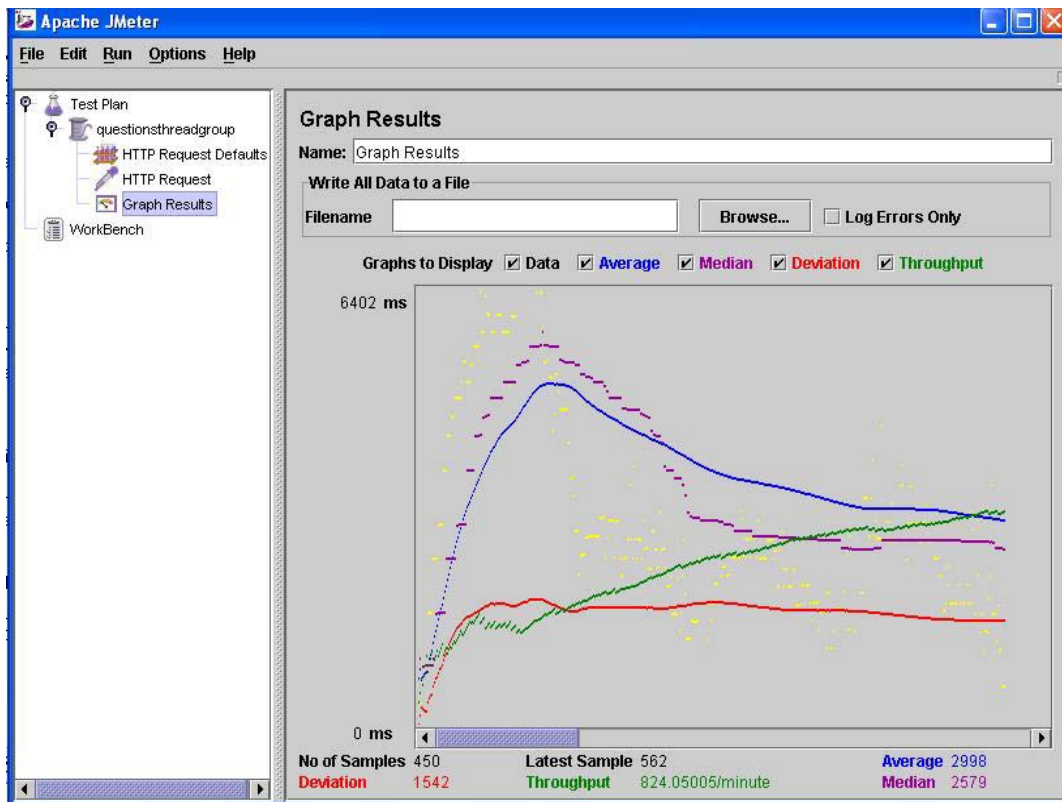 Apache JMeter
File Edit Run Options Help
Test Plan
questionsthreadgroup
HTTP Request Defaults
HTTP Request
Graph Results
WorkBench
Graph Results
Name: Graph Results
Write All Data to a File
Filename Browse... Log Errors Only
Graphs to Display Data Average Median Deviation Throughput
6402 ms
0 ms
No of Samples 450 Latest Sample 562 Average 2998
Deviation 1542 Throughput 824.05005/minute Median 2579